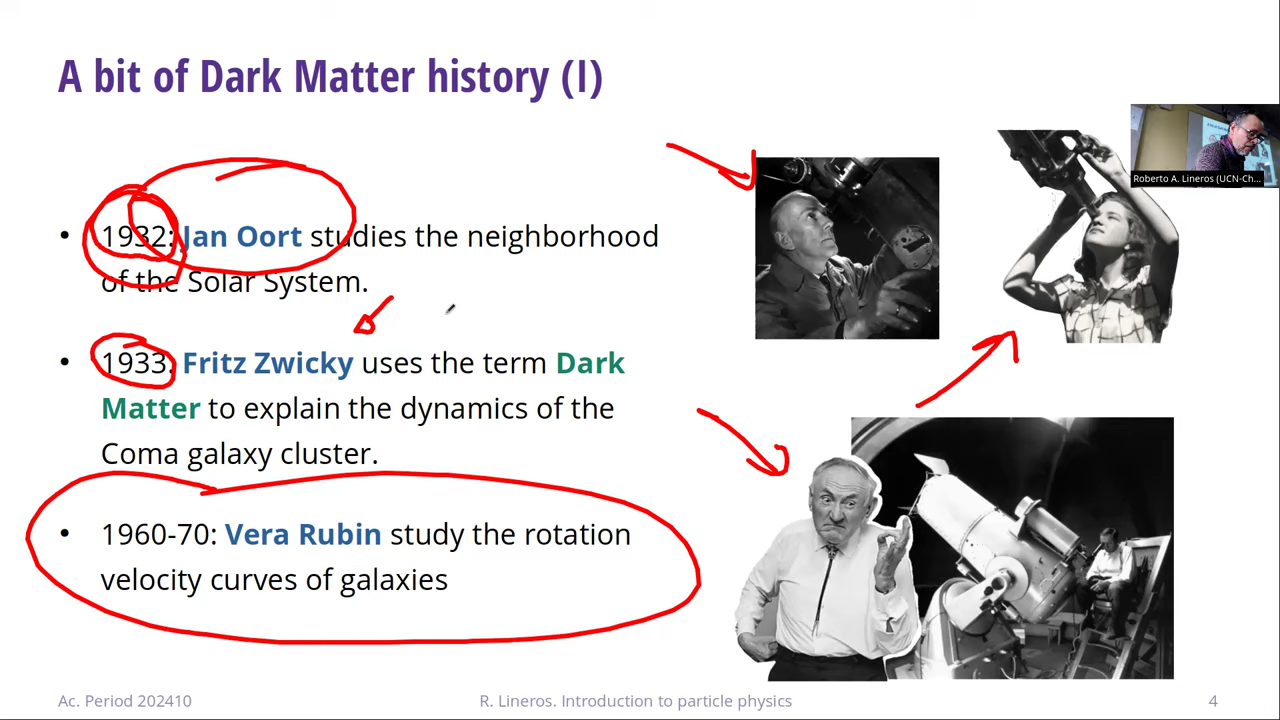 A bit of Dark Matter history (I)
Roberto A. Lineros (UCN-Ch...
• 1932: Jan Oort studies the neighborhood
of the Solar System.
• 1933: Fritz Zwicky uses the term Dark
Matter to explain the dynamics of the
Coma galaxy cluster.
• 1960-70: Vera Rubin study the rotation
velocity curves of galaxies
Ac. Period 202410
R. Lineros. Introduction to particle physics
4